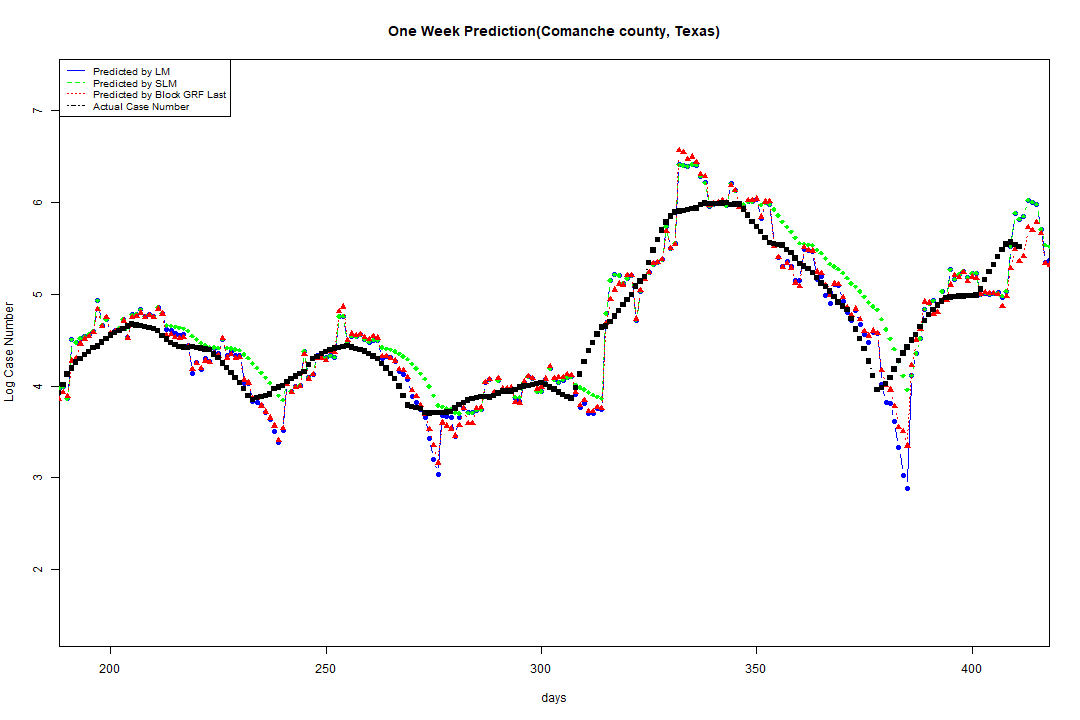 One Week Prediction(Comanche county, Texas)
Predicted by LM
Predicted by SLM
Predicted by Block GRF Last
Actual Case Number
7
6
5
4
3
2
Log Case Number
200 250 300 350 400
days